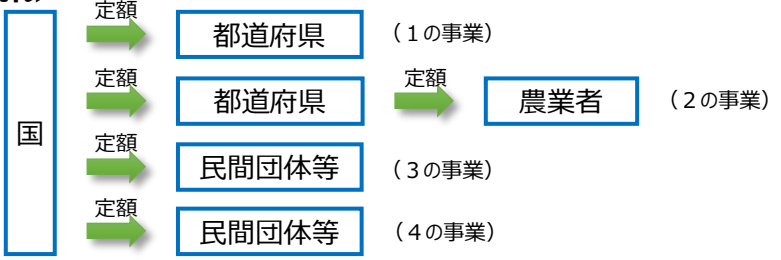 定額
都道府県 （１の事業）
定額 定額
都道府県 農業者 （２の事業）
国
定額
民間団体等 （３の事業）
定額
民間団体等 （４の事業）